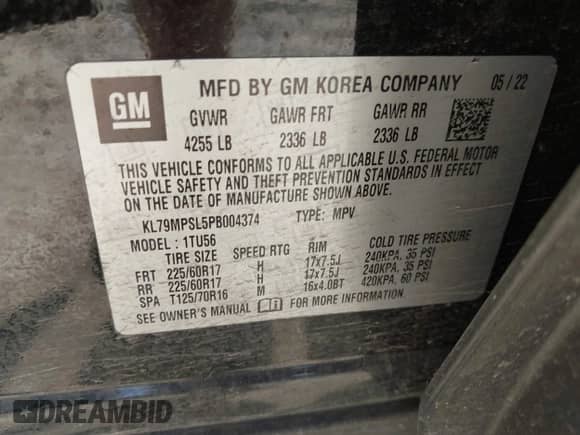 GM
MFD BY GM KOREA COMPANY 05/22
GVWR GAWR FRT GAWR RR
4255 LB 2336 LB 2336 LB
THIS VEHICLE CONFORMS TO ALL APPLICABLE U.S. FEDERAL MOTOR
VEHICLE SAFETY AND THEFT PREVENTION STANDARDS IN EFFECT
ON THE DATE OF MANUFACTURE SHOWN ABOVE.
KL79MPSL5PB004374 TYPE: MPV
MODEL: 1TU56
TIRE SIZE SPEED RTG RIM COLD TIRE PRESSURE
FRT 225/60R17 H 17x7.5J 240KPA, 35 PSI
RR 225/60R17 H 17x7.5J 240KPA, 35 PSI
SPA T125/70R16 M 16x4.0BT 420KPA, 60 PSI
SEE OWNER'S MANUAL FOR MORE INFORMATION.
DREAMBID